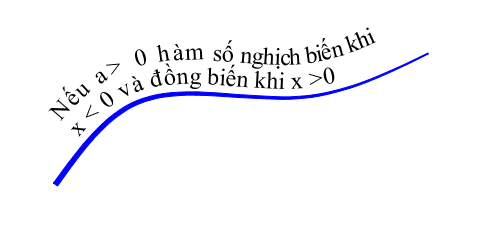 Nếu a > 0 hàm số nghịch biến khi
x < 0 và đồng biến khi x >0